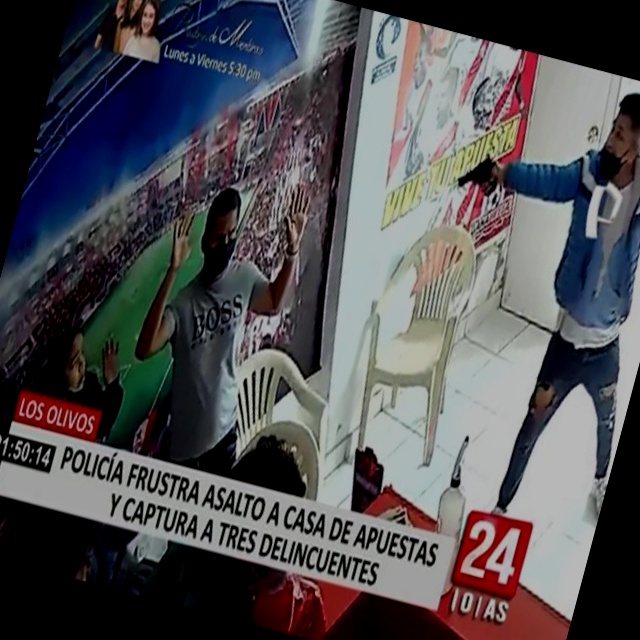 Lunes a Viernes 5:30 pm
BOSS
LOS OLIVOS
1:50:14
POLICÍA FRUSTRA ASALTO A CASA DE APUESTAS
Y CAPTURA A TRES DELINCUENTES
24